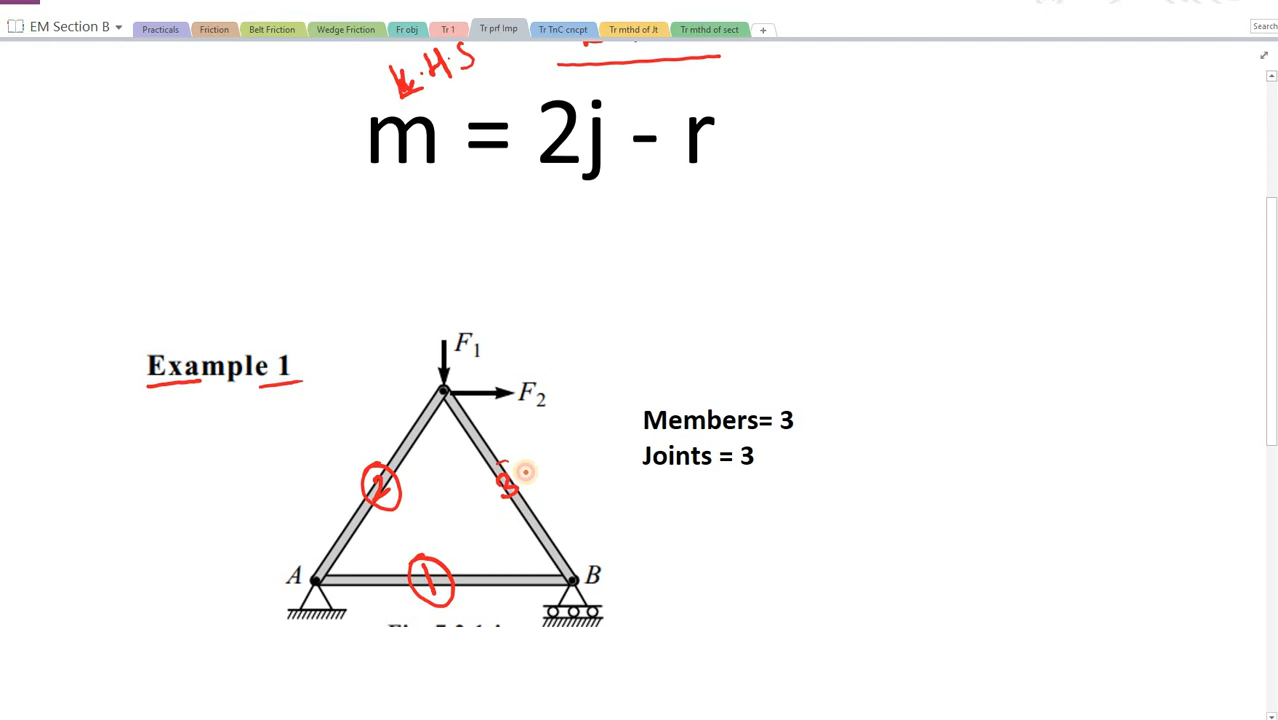 EM Section B
Practicals
Friction
Belt Friction
Wedge Friction
Fr obj
Tr 1
Tr prf Imp
Tr TnC cncpt
Tr mthd of Jt
Tr mthd of sect
+
Search
L.H.S
m = 2j - r
Example 1
F1
F2
Members= 3
Joints = 3
2
3
A
1
B